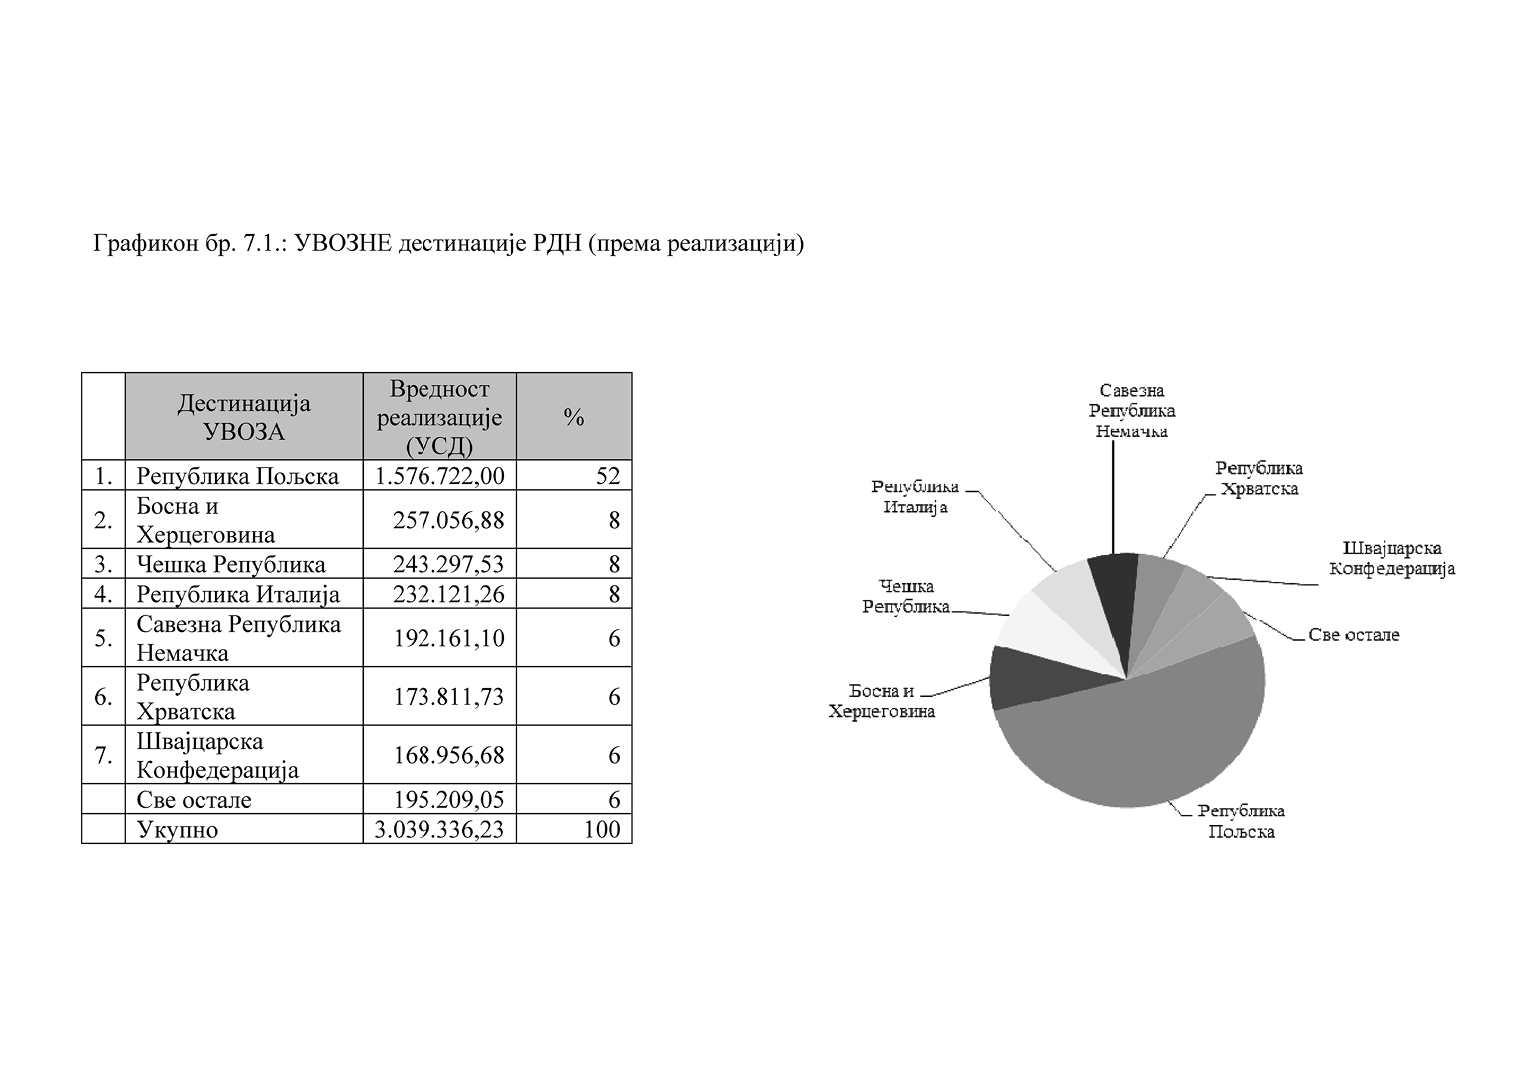 Графикон бр. 7.1.: УВОЗНЕ дестинације РДН (према реализацији)
Дестинација
УВОЗА
Вредност
реализације
(УСД)
%
1. Република Пољска 1.576.722,00 52
2. Босна и
Херцеговина 257.056,88 8
3. Чешка Република 243.297,53 8
4. Република Италија 232.121,26 8
5. Савезна Република
Немачка 192.161,10 6
6. Република
Хрватска 173.811,73 6
7. Швајцарска
Конфедерација 168.956,68 6
Све остале 195.209,05 6
Укупно 3.039.336,23 100
Савезна
Република
Немачка
Република
Хрватска
Република
Италија
Швајцарска
Конфедерација
Чешка
Република
Све остале
Босна и
Херцеговина
Република
Пољска